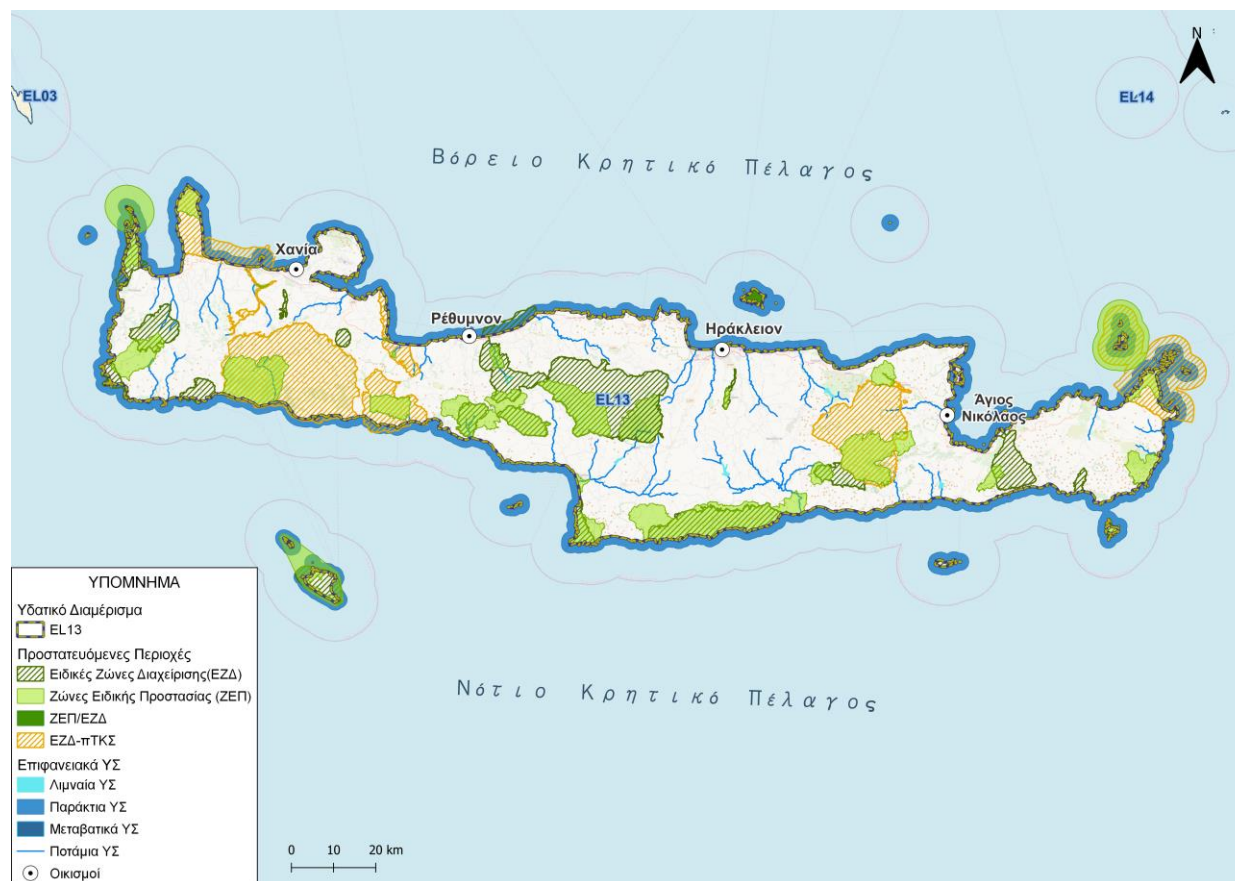 N
EL03
EL14
Βόρειο Κρητικό Πέλαγος
Χανία
Ρέθυμνον
Ηράκλειον
EL13
Άγιος
Νικόλαος
Νότιο Κρητικό Πέλαγος
ΥΠΟΜΝΗΜΑ
Υδατικό Διαμέρισμα
EL13
Προστατευόμενες Περιοχές
Ειδικές Ζώνες Διαχείρισης(ΕΖΔ)
Ζώνες Ειδικής Προστασίας (ΖΕΠ)
ΖΕΠ/ΕΖΔ
ΕΖΔ-πΤΚΣ
Επιφανειακά ΥΣ
Λιμναία ΥΣ
Παράκτια ΥΣ
Μεταβατικά ΥΣ
Ποτάμια ΥΣ
Οικισμοί
0 10 20 km